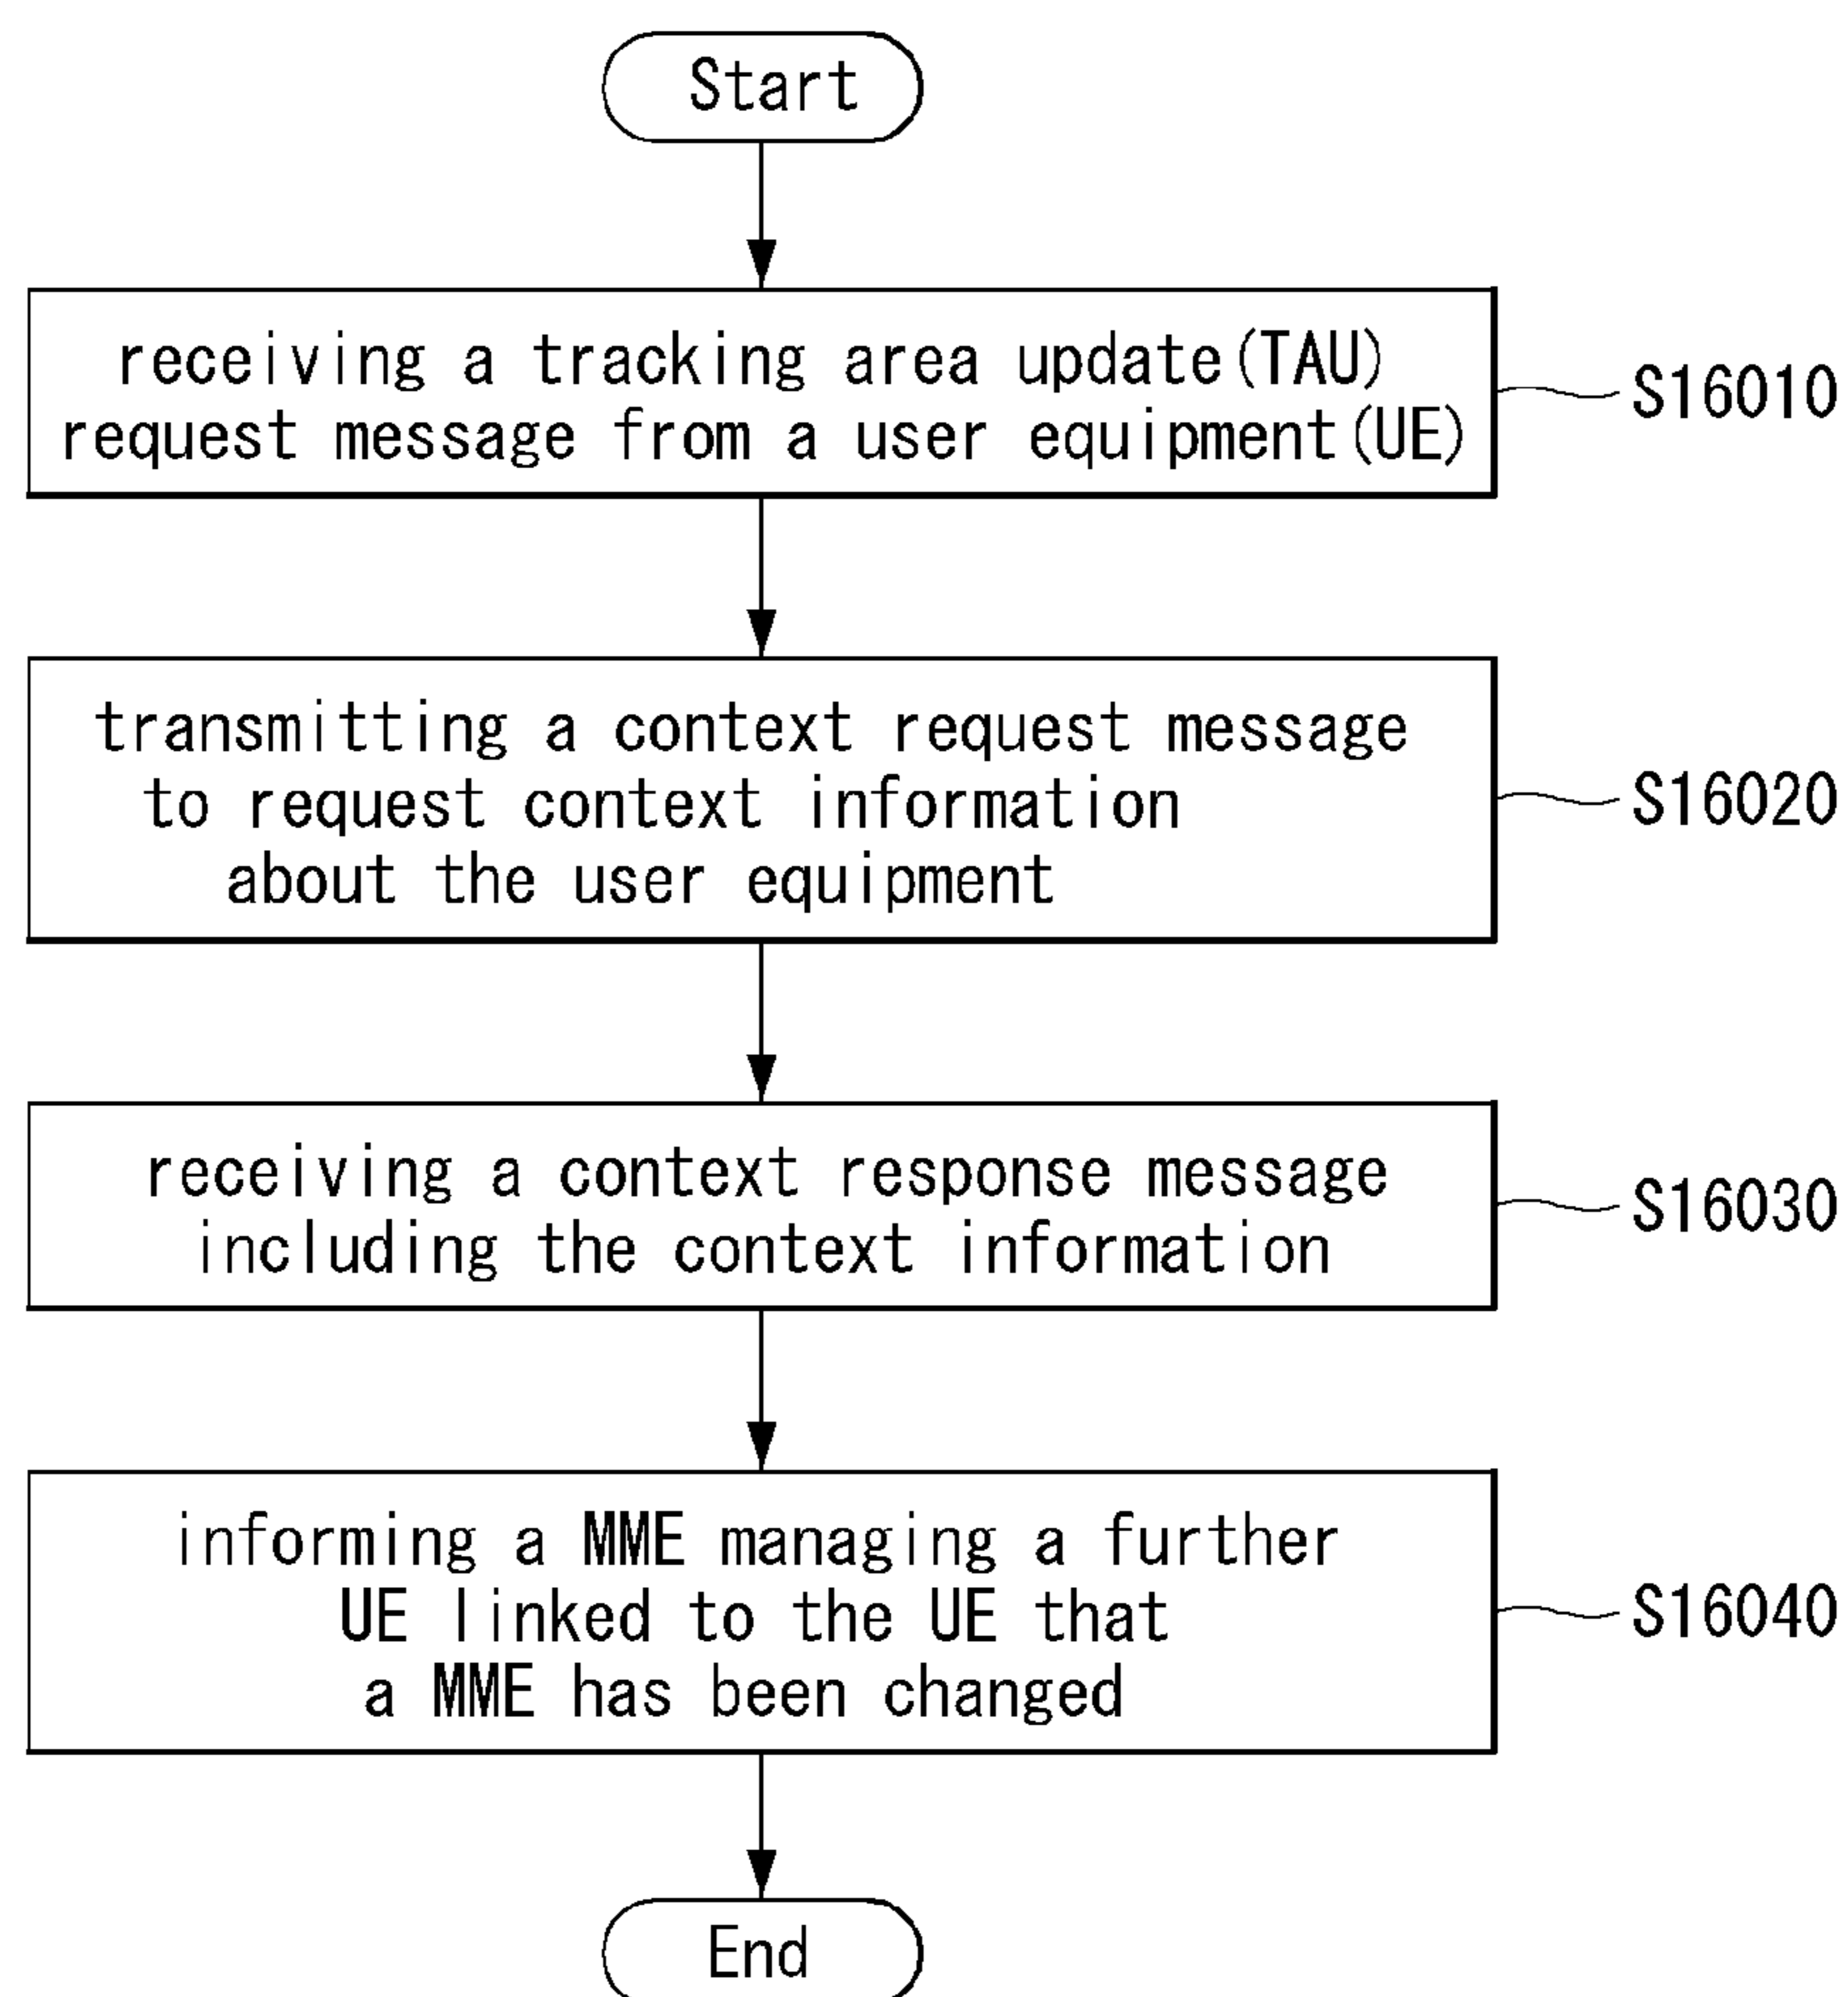 Start
receiving a tracking area update(TAU)
request message from a user equipment(UE)
S16010
transmitting a context request message
to request context information
about the user equipment
S16020
receiving a context response message
including the context information
S16030
informing a MME managing a further
UE linked to the UE that
a MME has been changed
S16040
End